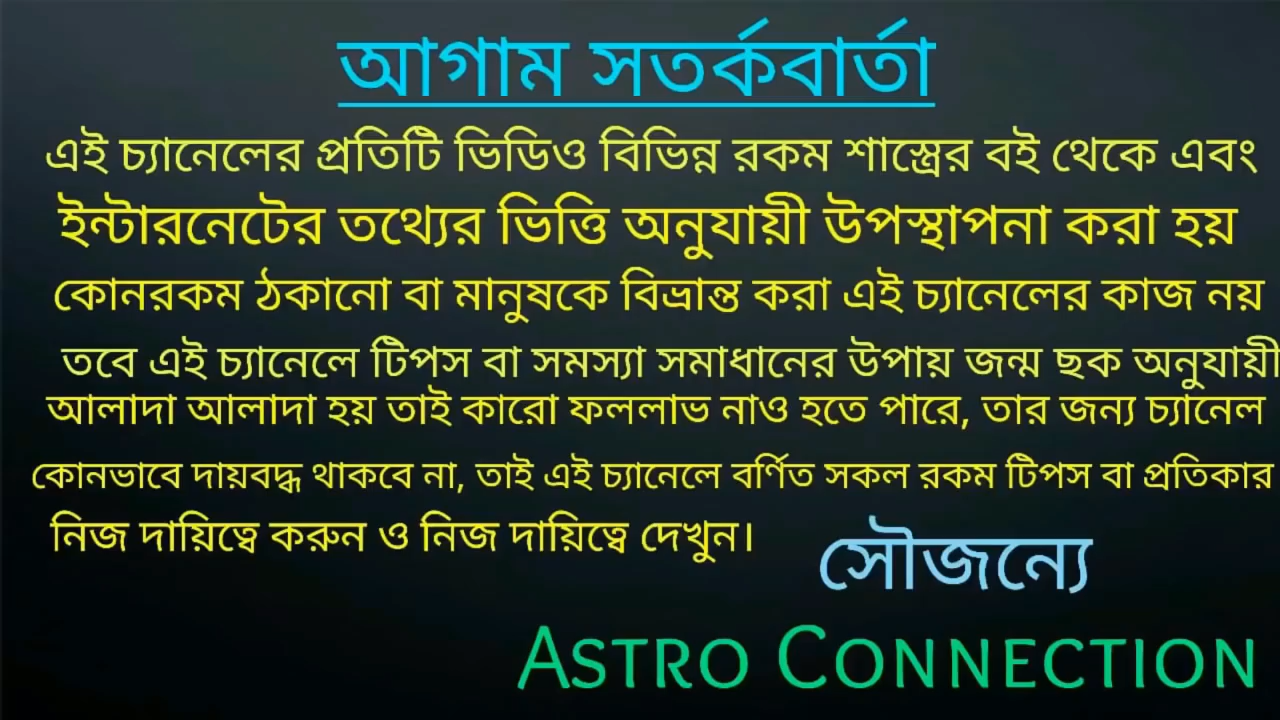 আগাম সতর্কবার্তা
এই চ্যানেলের প্রতিটি ভিডিও বিভিন্ন রকম শাস্ত্রের বই থেকে এবং
ইন্টারনেটের তথ্যের ভিত্তি অনুযায়ী উপস্থাপনা করা হয়
কোনরকম ঠকানো বা মানুষকে বিভ্রান্ত করা এই চ্যানেলের কাজ নয়
তবে এই চ্যানেলে টিপস বা সমস্যা সমাধানের উপায় জন্ম ছক অনুযায়ী
আলাদা আলাদা হয় তাই কারো ফললাভ নাও হতে পারে, তার জন্য চ্যানেল
কোনভাবে দায়বদ্ধ থাকবে না, তাই এই চ্যানেলে বর্ণিত সকল রকম টিপস বা প্রতিকার
নিজ দায়িত্বে করুন ও নিজ দায়িত্বে দেখুন।
সৌজন্যে
ASTRO CONNECTION